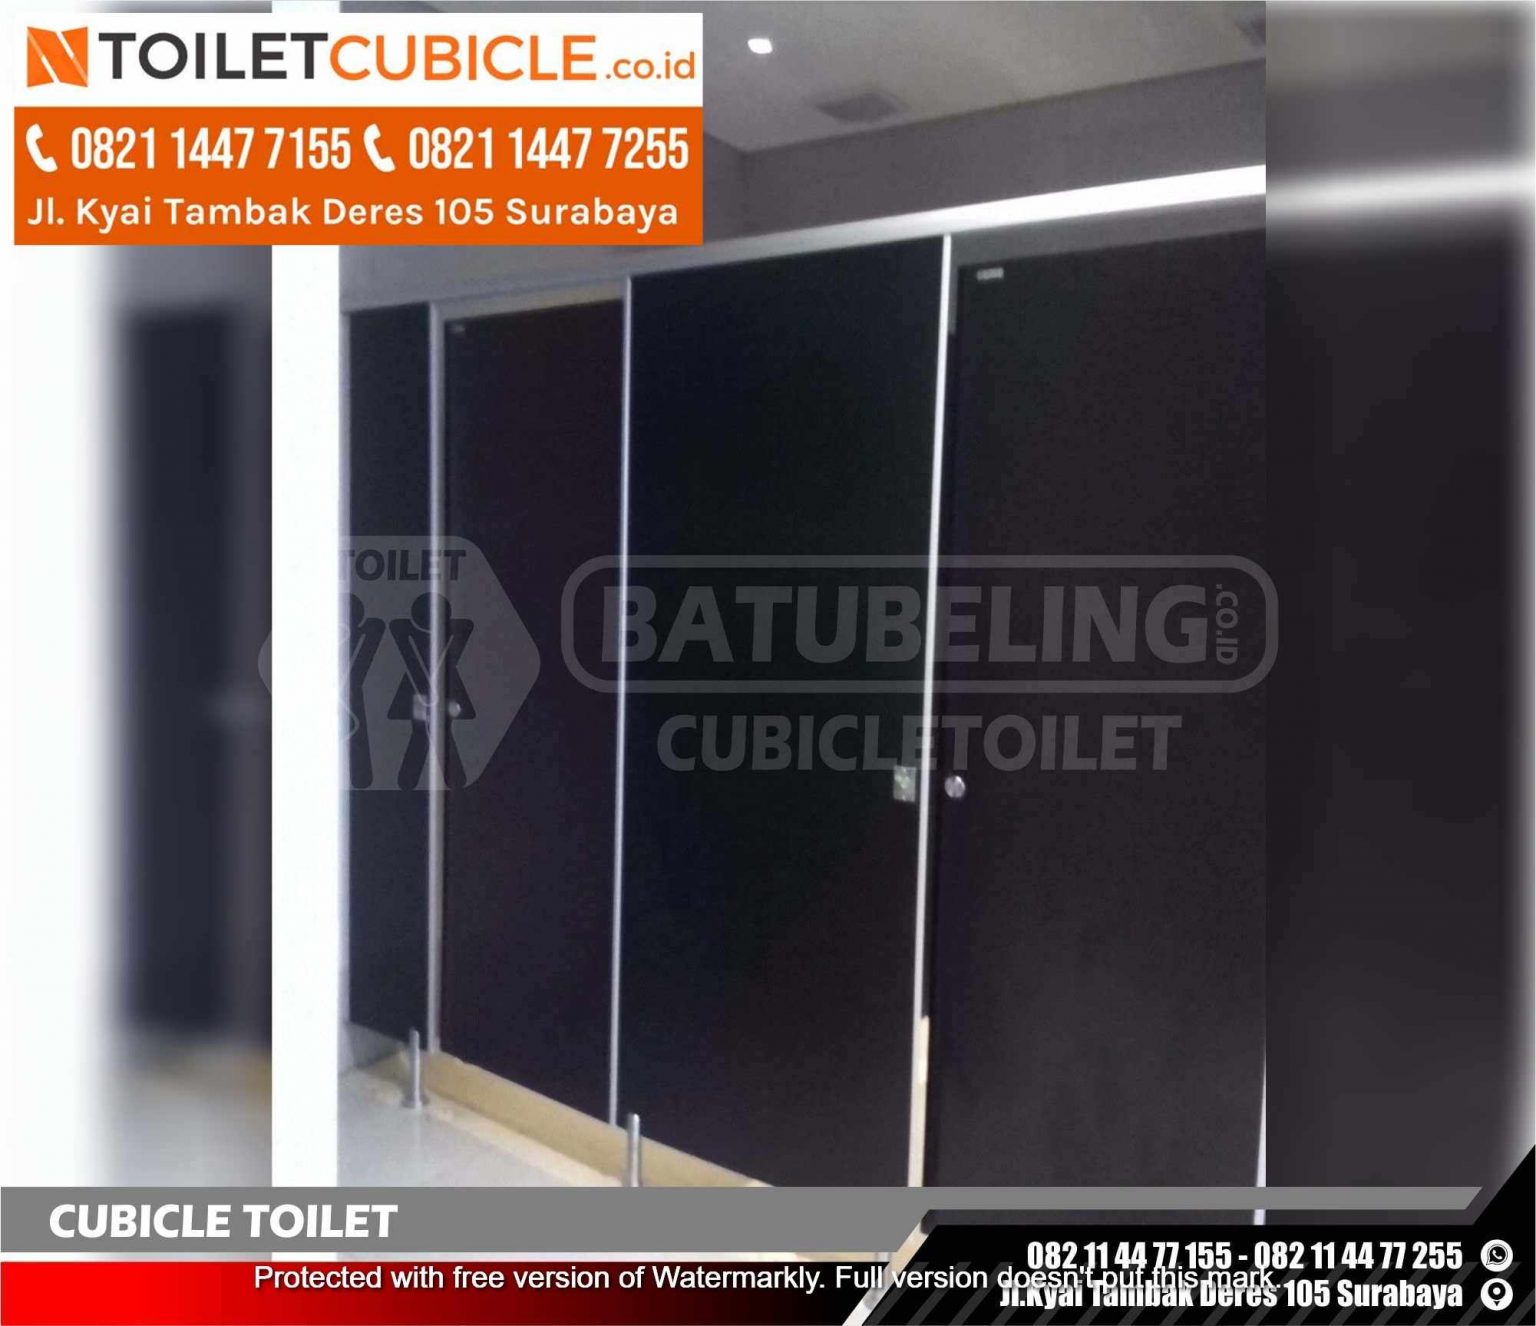 TOILETCUBICLE.co.id
0821 1447 7155 0821 1447 7255
Jl. Kyai Tambak Deres 105 Surabaya
TOILET
BATUBELING.CO.ID
CUBICLETOILET
CUBICLE TOILET
082 11 44 77 155 - 082 11 44 77 255
Protected with free version of Watermarkly. Full version doesn't put this mark.
Jl.Kyai Tambak Deres 105 Surabaya